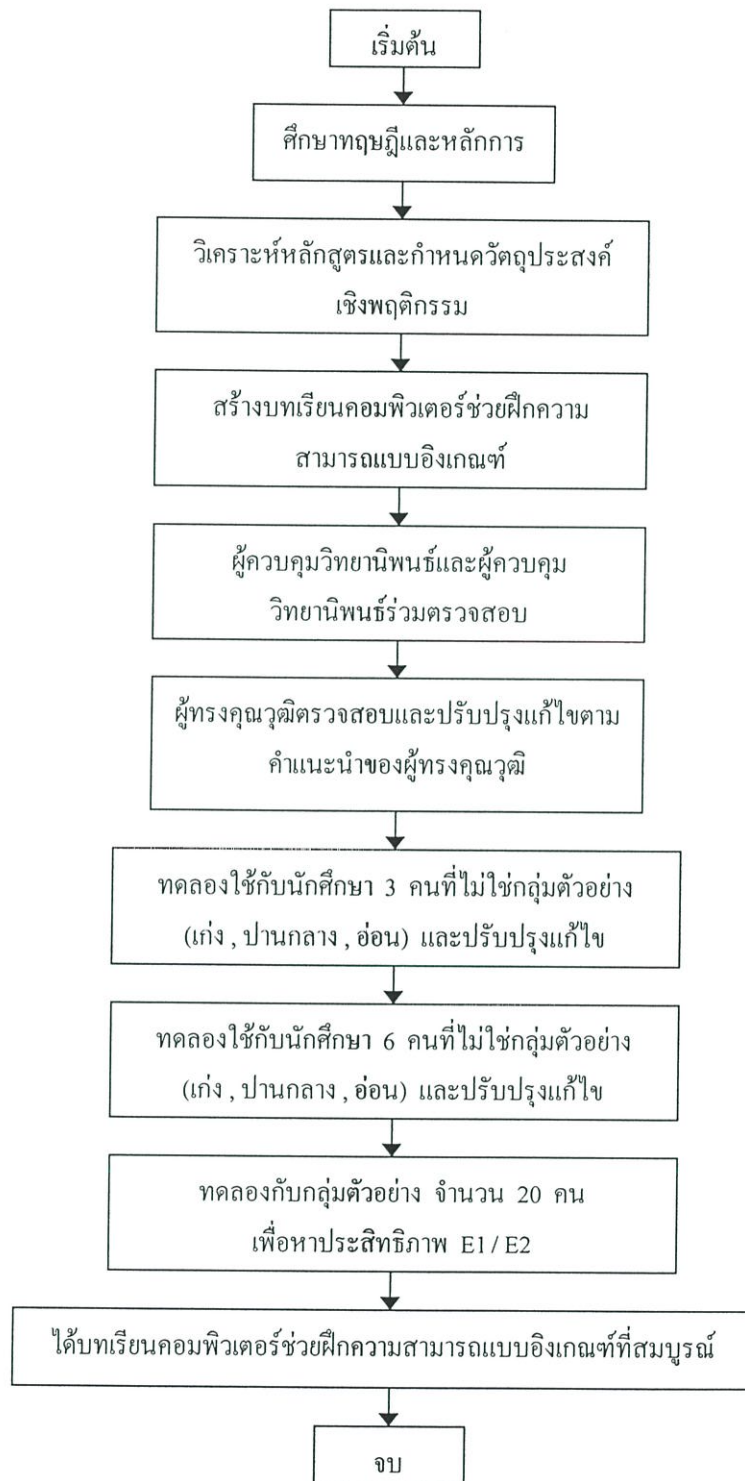 เริ่มต้น
ศึกษาทฤษฎีและหลักการ
วิเคราะห์หลักสูตรและกำหนดวัตถุประสงค์
เชิงพฤติกรรม
สร้างบทเรียนคอมพิวเตอร์ช่วยฝึกความ
สามารถแบบอิงเกณฑ์
ผู้ควบคุมวิทยานิพนธ์และผู้ควบคุม
วิทยานิพนธ์ร่วมตรวจสอบ
ผู้ทรงคุณวุฒิตรวจสอบและปรับปรุงแก้ไขตาม
คำแนะนำของผู้ทรงคุณวุฒิ
ทดลองใช้กับนักศึกษา 3 คนที่ไม่ใช่กลุ่มตัวอย่าง
(เก่ง , ปานกลาง , อ่อน) และปรับปรุงแก้ไข
ทดลองใช้กับนักศึกษา 6 คนที่ไม่ใช่กลุ่มตัวอย่าง
(เก่ง , ปานกลาง , อ่อน) และปรับปรุงแก้ไข
ทดลองกับกลุ่มตัวอย่าง จำนวน 20 คน
เพื่อหาประสิทธิภาพ E1 / E2
ได้บทเรียนคอมพิวเตอร์ช่วยฝึกความสามารถแบบอิงเกณฑ์ที่สมบูรณ์
จบ